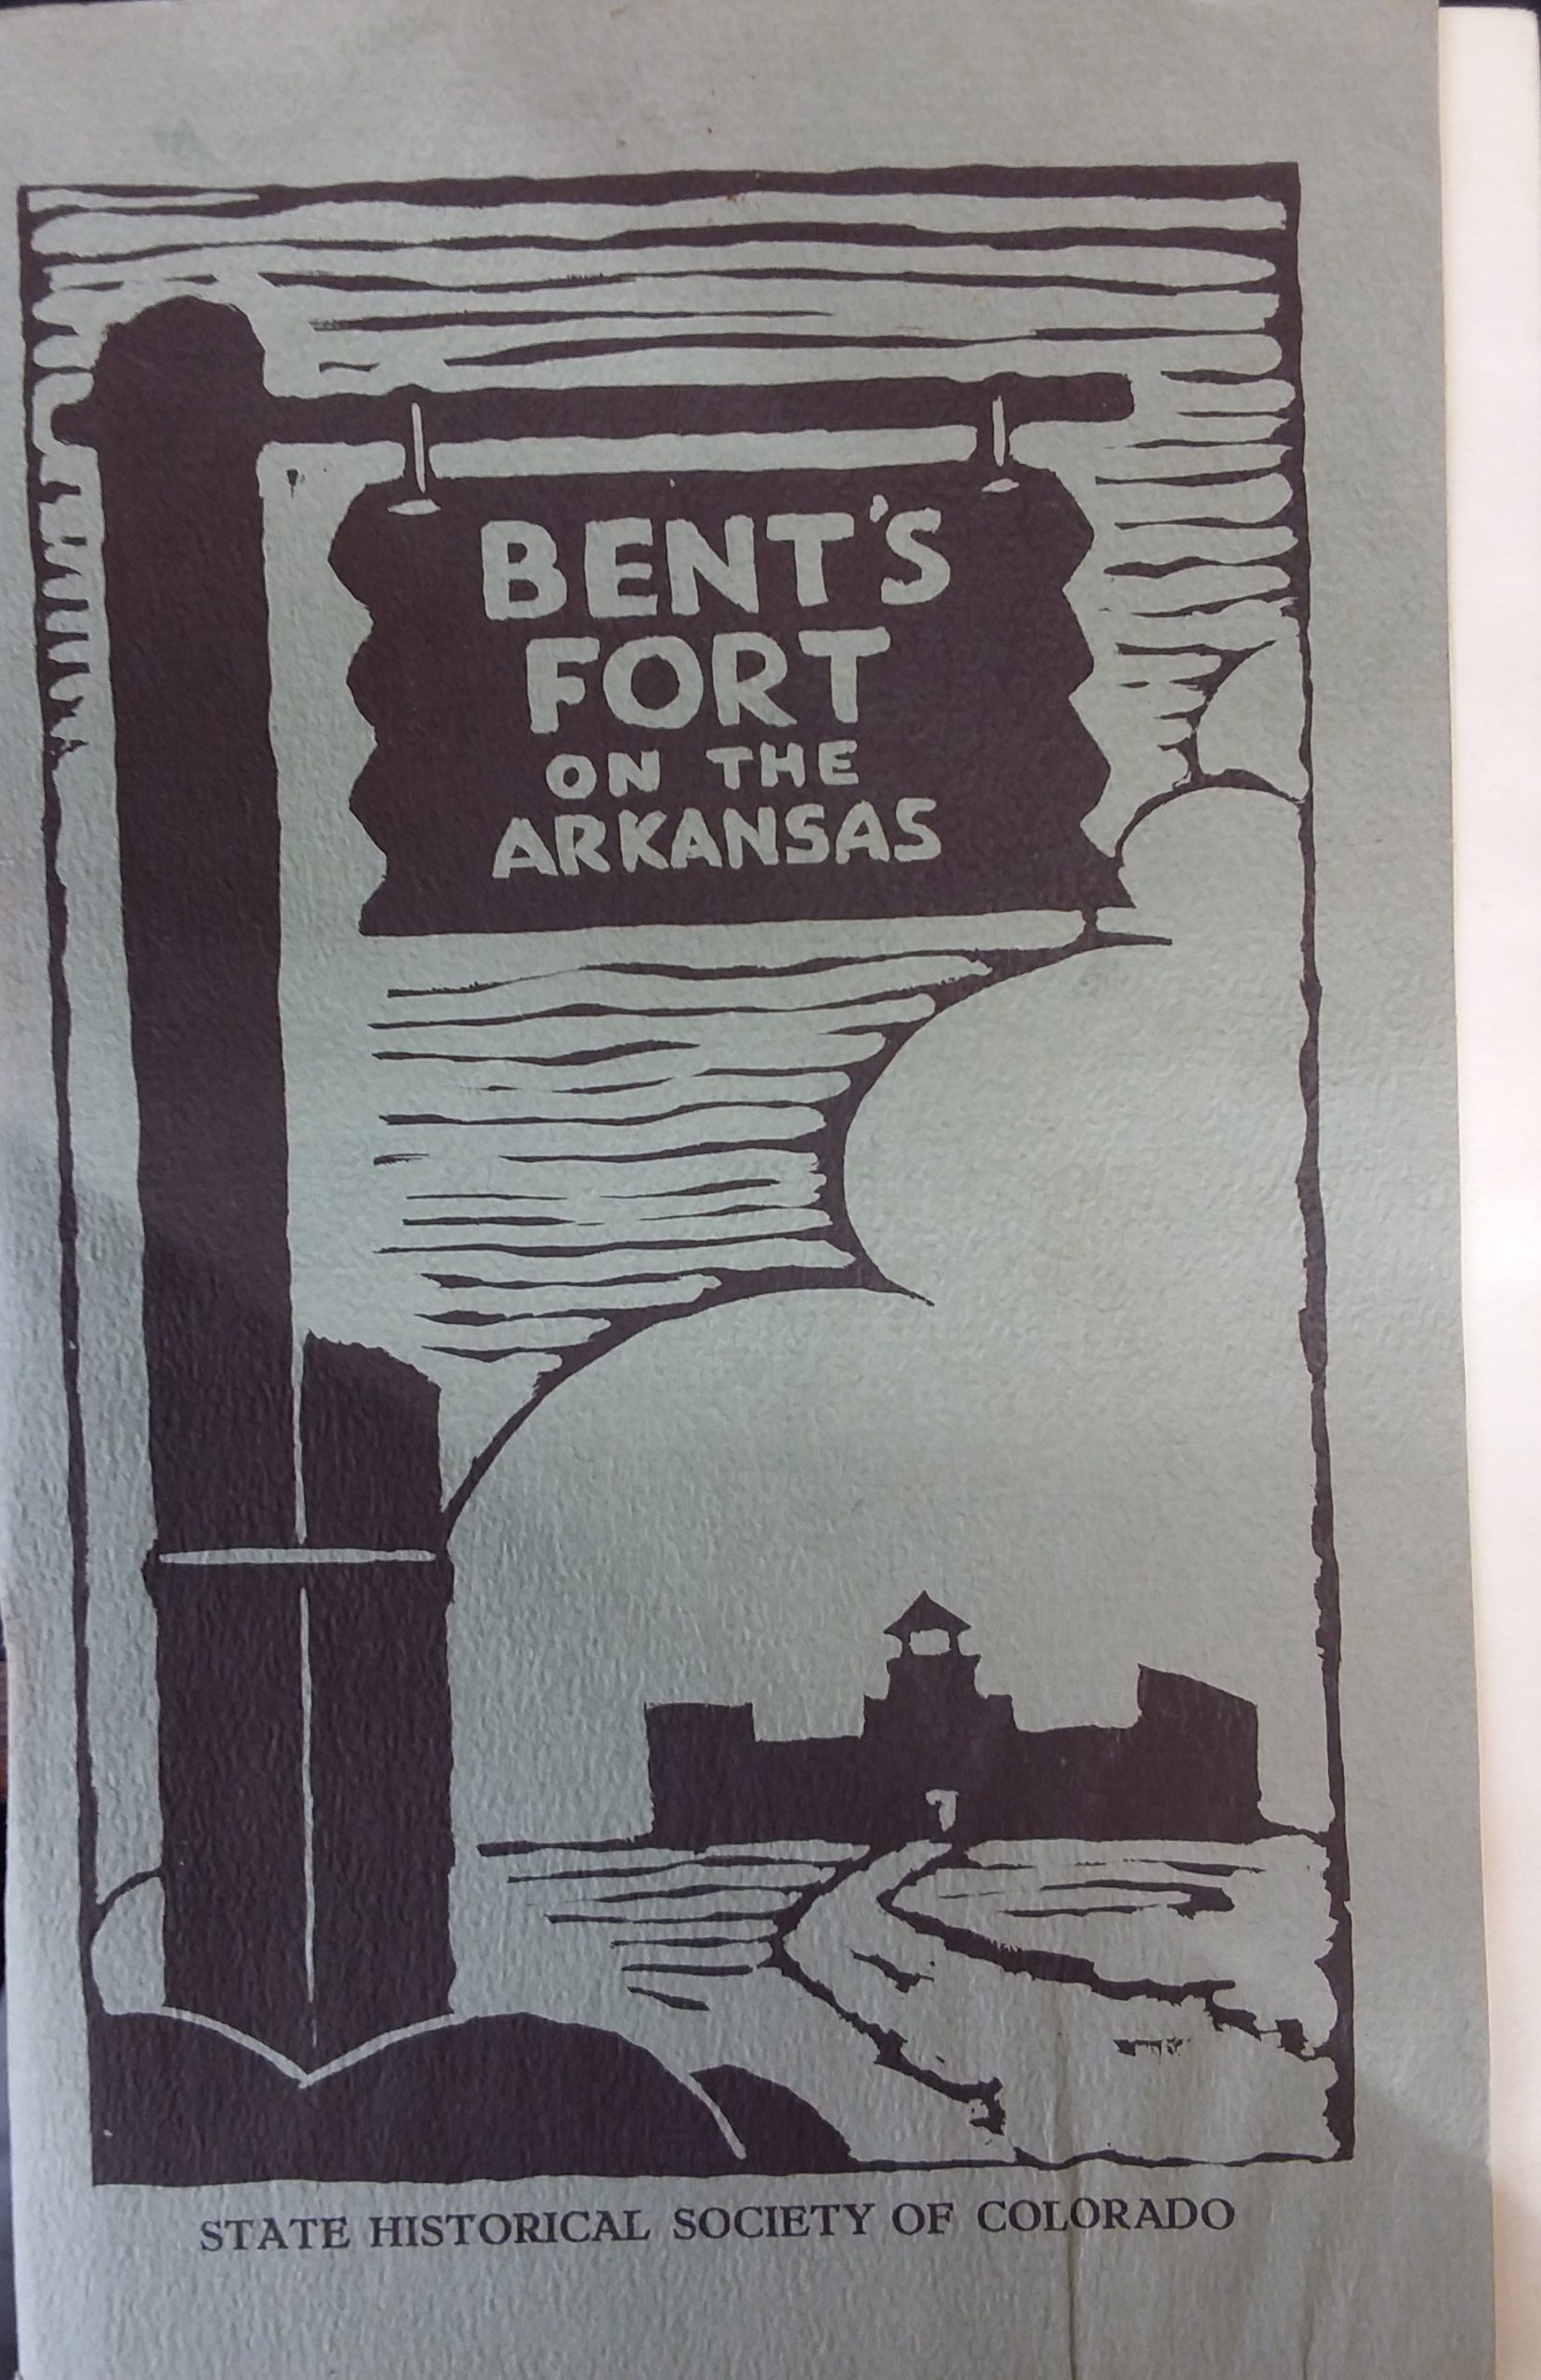 BENT'S
FORT
ON THE
ARKANSAS
STATE HISTORICAL SOCIETY OF COLORADO